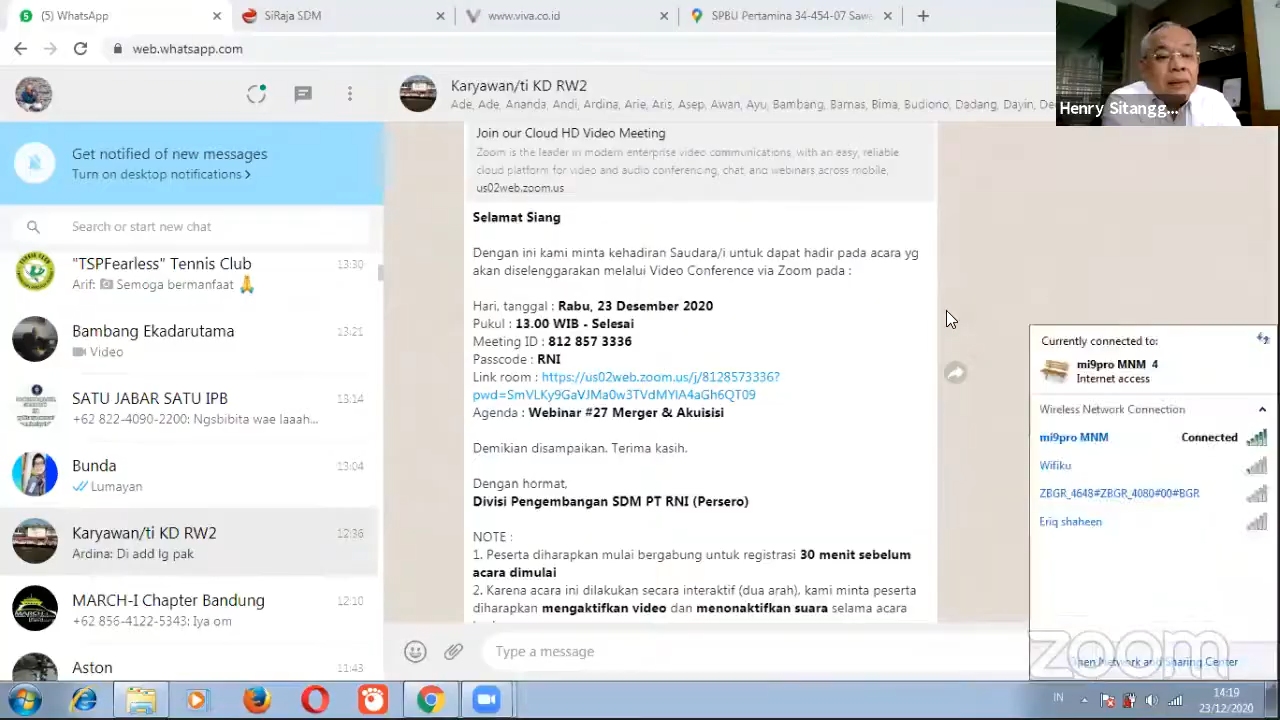 (5) WhatsApp
SiRaja SDM
www.viva.co.id
SPBU Pertamina 34-454-07 Saw
web.whatsapp.com
Henry Sitangg...
Get notified of new messages
Turn on desktop notifications >
Search or start new chat
"TSPFearless" Tennis Club 13:30
Arif: Semoga bermanfaat
Bambang Ekadarutama 13:21
Video
SATU JABAR SATU IPB 13:14
+62 822-4090-2200: Ngsbibita wae laaah...
Bunda 13:04
Lumayan
Karyawan/ti KD RW2 12:36
Ardina: Di add Ig pak
MARCH-I Chapter Bandung 12:10
+62 856-4122-5343: Iya om
Aston 11:43
Karyawan/ti KD RW2
Ade, Ade, Ananda, Andi, Ardina, Arie, Aris, Asep, Awan, Ayu, Bambang, Bamas, Bima, Budiono, Dadang, Dayin,
Join our Cloud HD Video Meeting
Zoom is the leader in modern enterprise video communications, with an easy, reliable
cloud platform for video and audio conferencing, chat, and webinars across mobile,
us02web.zoom.us
Selamat Siang
Dengan ini kami minta kehadiran Saudara/i untuk dapat hadir pada acara yg
akan diselenggarakan melalui Video Conference via Zoom pada :
Hari, tanggal : Rabu, 23 Desember 2020
Pukul : 13.00 WIB - Selesai
Meeting ID : 812 857 3336
Passcode : RNI
Link room : https://us02web.zoom.us/j/8128573336?
pwd=SmVLKy9GaVJMa0w3TVdMYlA4aGh6QT09
Agenda : Webinar #27 Merger & Akuisisi
Demikian disampaikan. Terima kasih.
Dengan hormat,
Divisi Pengembangan SDM PT RNI (Persero)
NOTE :
1. Peserta diharapkan mulai bergabung untuk registrasi 30 menit sebelum
acara dimulai
2. Karena acara ini dilakukan secara interaktif (dua arah), kami minta peserta
diharapkan mengaktifkan video dan menonaktifkan suara selama acara
Type a message
Currently connected to:
mi9pro MNM 4
Internet access
Wireless Network Connection
mi9pro MNM Connected
Wifiku
ZBGR_4648#ZBGR_4080#00#BGR
Eriq shaheen
Open Network and Sharing Center
zoom
IN
14:19
23/12/2020